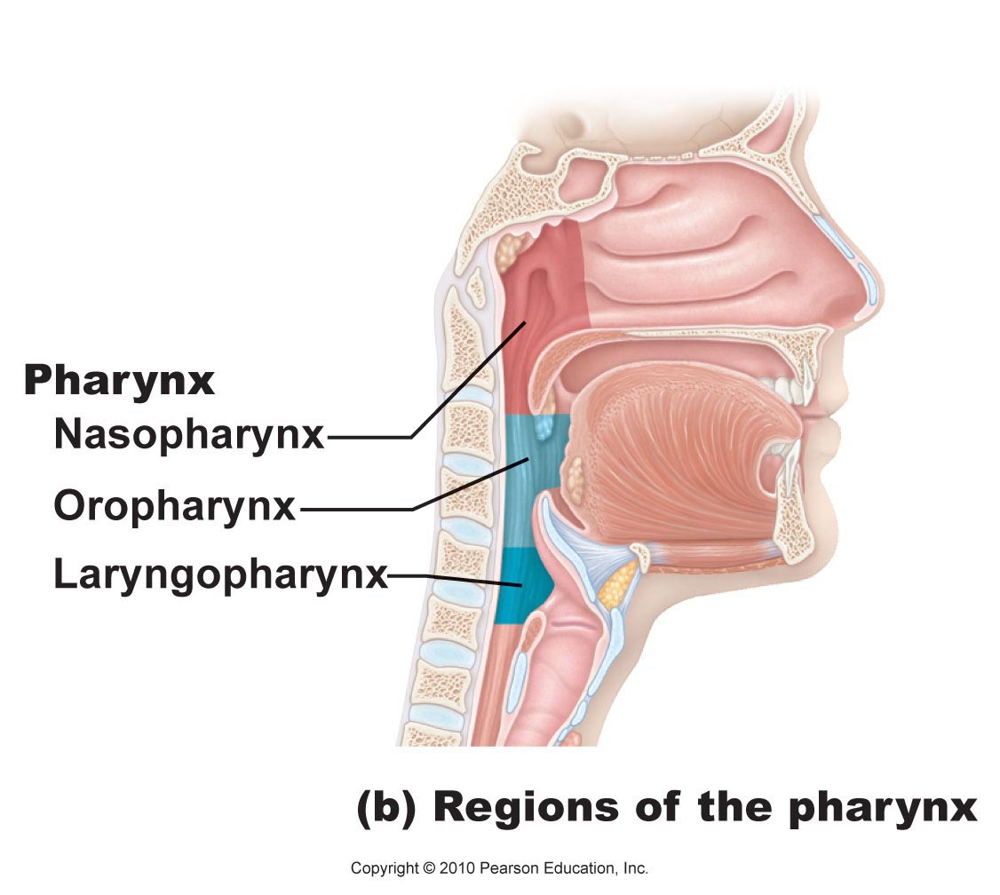 Pharynx
Nasopharynx
Oropharynx
Laryngopharynx
(b) Regions of the pharynx
Copyright © 2010 Pearson Education, Inc.